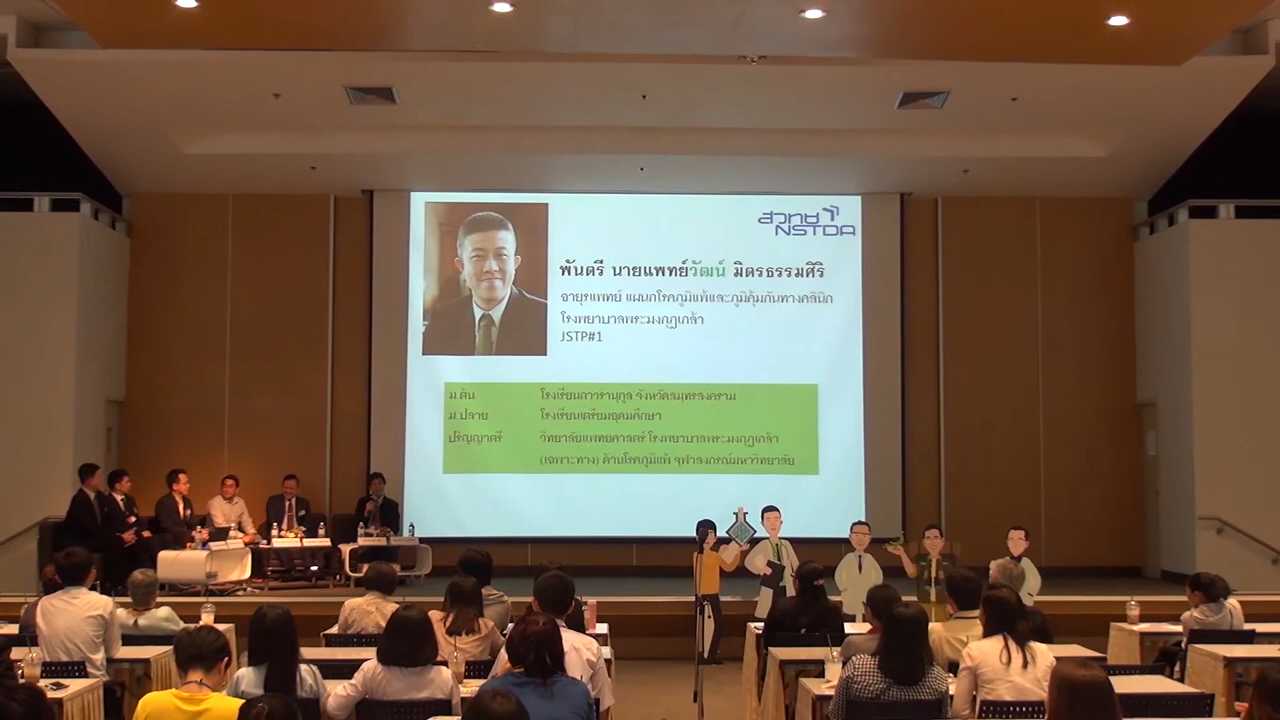 สวทช
NSTDA
พันตรี นายแพทย์วัฒน์ มิตรธรรมศิริ
อายุรแพทย์ แผนกโรคภูมิแพ้และภูมิคุ้มกันทางคลินิก
โรงพยาบาลพระมงกุฎเกล้า
JSTP#1
ม.ต้น โรงเรียนถาวรานุกูล จังหวัดสมุทรสงคราม
ม.ปลาย โรงเรียนเตรียมอุดมศึกษา
ปริญญาตรี วิทยาลัยแพทยศาสตร์ โรงพยาบาลพระมงกุฎเกล้า
(เฉพาะทาง) ด้านโรคภูมิแพ้ จุฬาลงกรณ์มหาวิทยาลัย